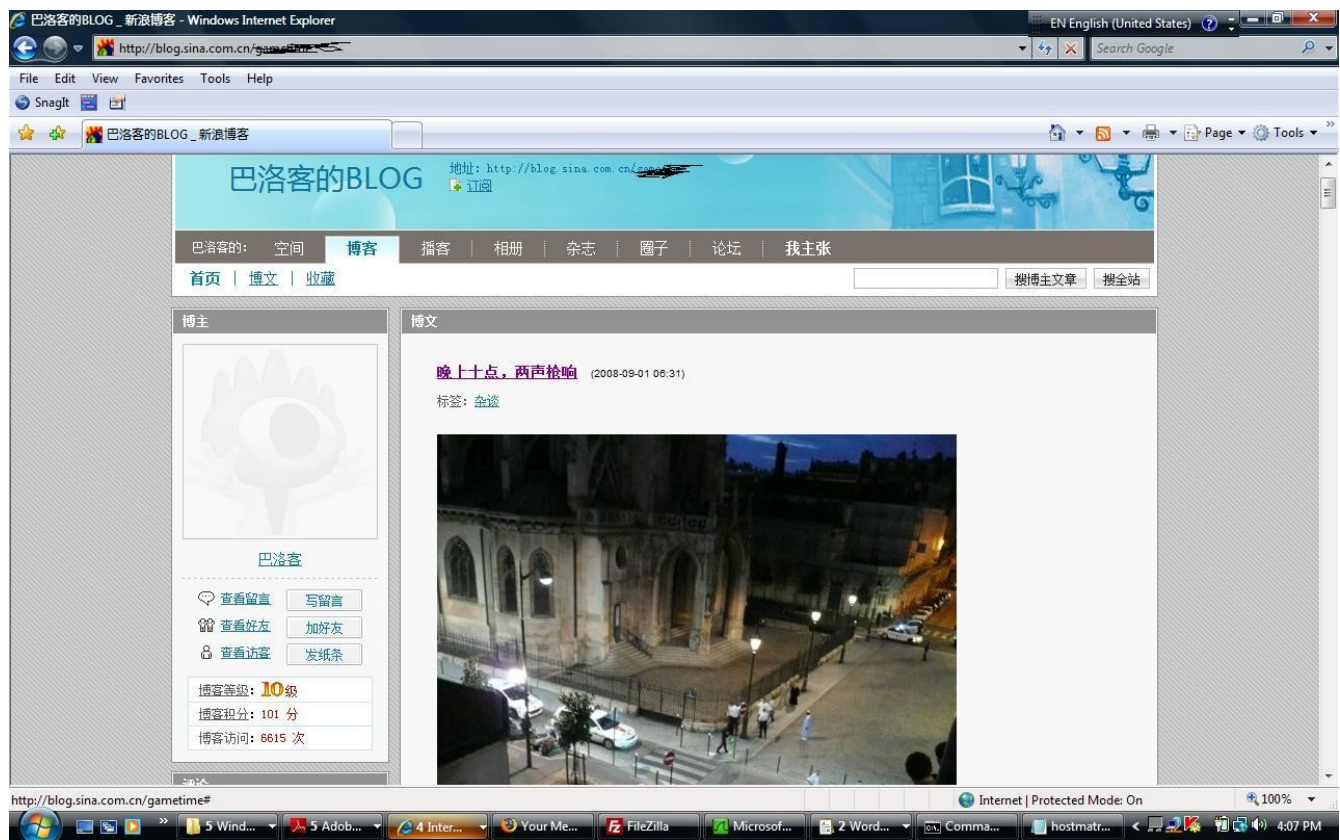 巴洛客的BLOG _ 新浪博客 - Windows Internet Explorer
EN English (United States)
http://blog.sina.com.cn/
Search Google
File Edit View Favorites Tools Help
SnagIt
巴洛客的BLOG _ 新浪博客
Page Tools
巴洛客的BLOG
地址: http://blog.sina.com.cn/
订阅
巴洛客的: 空间 博客 播客 相册 杂志 圈子 论坛 我主张
首页 | 博文 | 收藏
搜博主文章 搜全站
博主
博文
晚上十点，两声枪响 (2008-09-01 06:31)
标签: 杂谈
巴洛客
查看留言 写留言
查看好友 加好友
查看访客 发纸条
博客等级: 10级
博客积分: 101 分
博客访问: 6615 次
http://blog.sina.com.cn/gametime#
Internet | Protected Mode: On
100%
5 Wind...
5 Adob...
4 Inter...
Your Me...
FileZilla
Microsof...
2 Word...
Comma...
hostmatr...
4:07 PM